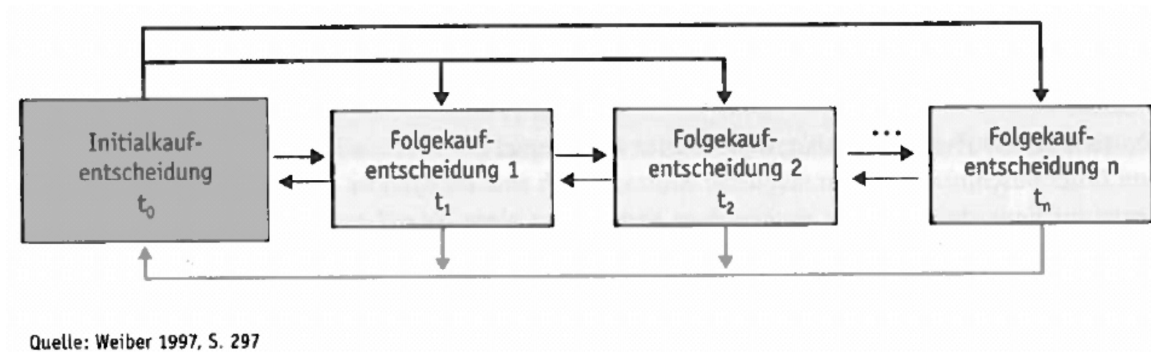 Initialkauf-
entscheidung
t₀
Folgekauf-
entscheidung 1
t₁
Folgekauf-
entscheidung 2
t₂
...
Folgekauf-
entscheidung n
tₙ
Quelle: Weiber 1997, S. 297